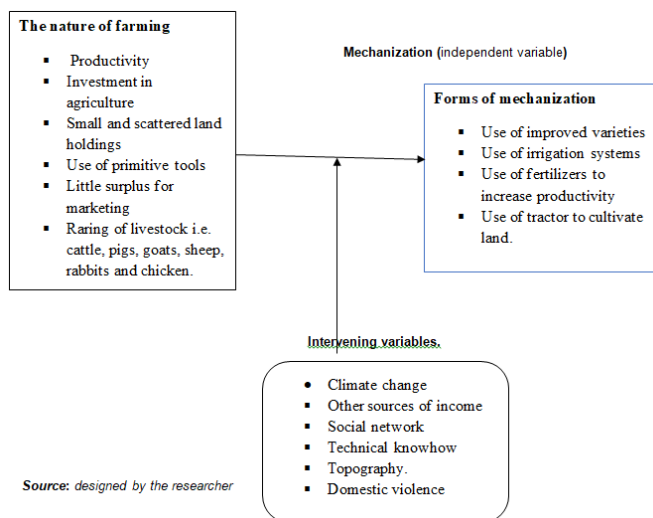 The nature of farming
Productivity
Investment in
agriculture
Small and scattered land
holdings
Use of primitive tools
Little surplus for
marketing
Raring of livestock i.e.
cattle, pigs, goats, sheep,
rabbits and chicken.
Mechanization (independent variable)
Forms of mechanization
Use of improved varieties
Use of irrigation systems
Use of fertilizers to
increase productivity
Use of tractor to cultivate
land.
Intervening variables.
Climate change
Other sources of income
Social network
Technical knowhow
Topography.
Domestic violence
Source: designed by the researcher